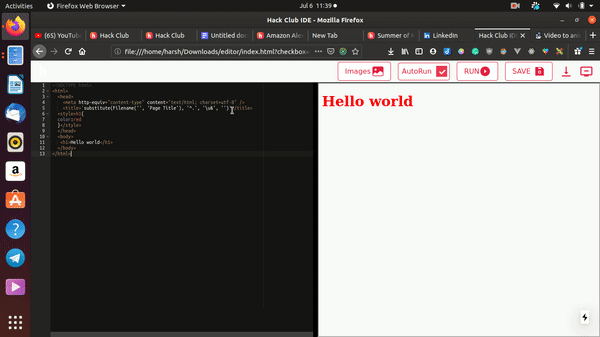 Activities
Firefox Web Browser
Jul 6 11:39
Hack Club IDE - Mozilla Firefox
(65) YouTube
Hack Club
Hack Club
Untitled docu
Amazon Alex
New Tab
Summer of M
LinkedIn
Hack Club IDE
Video to ani
file:///home/harsh/Downloads/editor/index.html?checkbox=
Images
AutoRun
RUN
SAVE
1
2 <html>
3 <head>
4 <meta http-equiv="content-type" content="text/html; charset=utf-8" />
5 <title>`substitute(Filename('', 'Page Title'), '^.', '\u&', '')`</title>
6 <style>h1{
7 color:red
8 }</style>
9 </head>
10 <body>
11 <h1>Hello world</h1>
12 </body>
13 </html>
Hello world